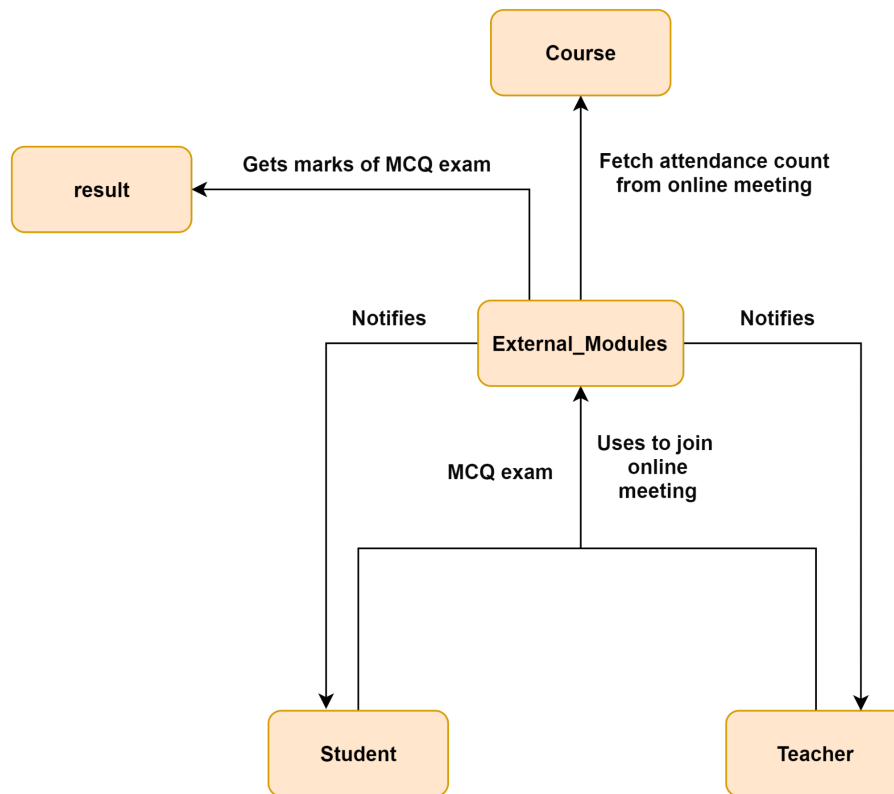 Course
Gets marks of MCQ exam
Fetch attendance count
from online meeting
result
Notifies
Notifies
External_Modules
MCQ exam
Uses to join
online
meeting
Student
Teacher